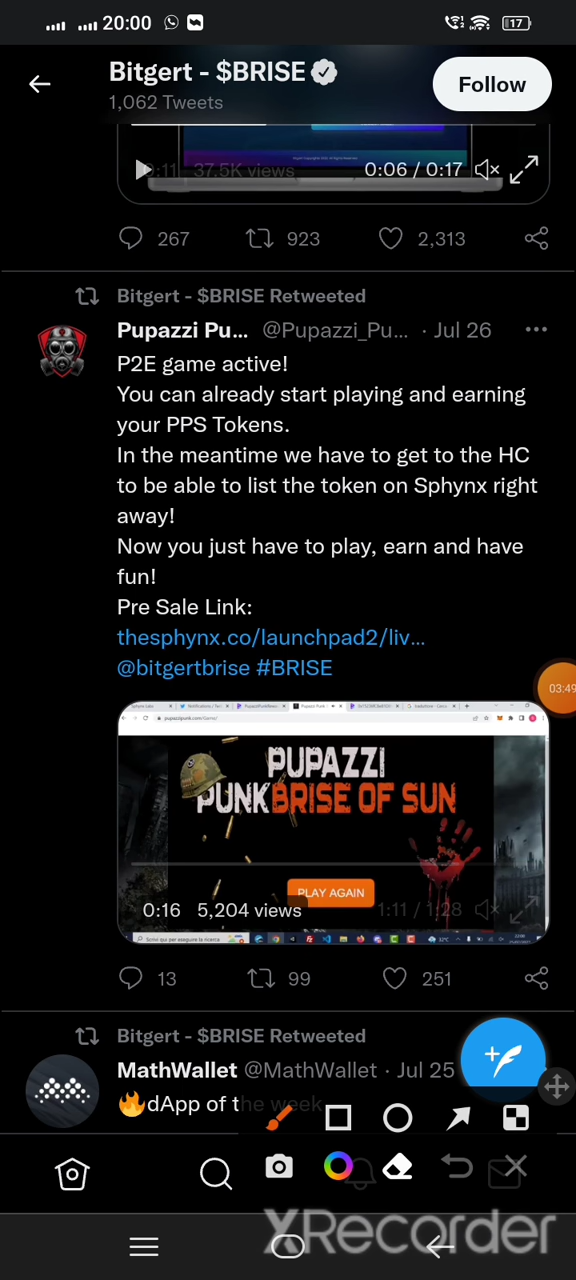 20:00
17
Bitgert - $BRISE
1,062 Tweets
Follow
37.5K views
0:06 / 0:17
267
923
2,313
Bitgert - $BRISE Retweeted
Pupazzi Pu... @Pupazzi_Pu... · Jul 26
P2E game active!
You can already start playing and earning
your PPS Tokens.
In the meantime we have to get to the HC
to be able to list the token on Sphynx right
away!
Now you just have to play, earn and have
fun!
Pre Sale Link:
thesphynx.co/launchpad2/liv...
@bitgertbrise #BRISE
03:49
PUPAZZI
PUNK BRISE OF SUN
PLAY AGAIN
0:16 5,204 views
1:11 / 1:28
13
99
251
Bitgert - $BRISE Retweeted
MathWallet @MathWallet · Jul 25
🔥dApp of the week
XRecorder